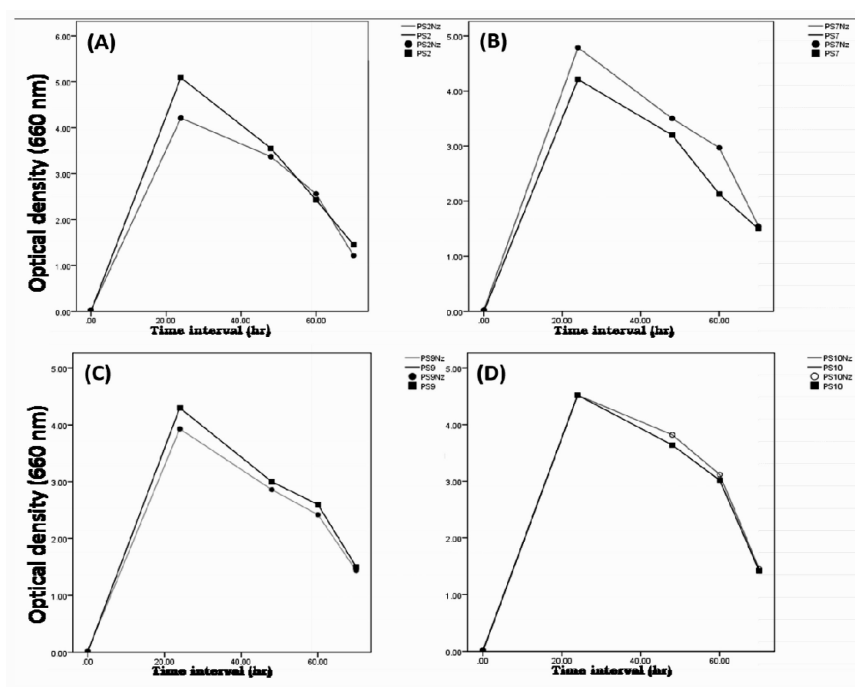 (A)
PS2Nz
PS2
PS2Nz
PS2
6.00
5.00
4.00
3.00
2.00
1.00
0.00
Optical density (660 nm)
.00 20.00 40.00 60.00
Time interval (hr)
(B)
PS7Nz
PS7
PS7Nz
PS7
5.00
4.00
3.00
2.00
1.00
0.00
.00 20.00 40.00 60.00
Time interval (hr)
(C)
PS9Nz
PS9
PS9Nz
PS9
5.00
4.00
3.00
2.00
1.00
0.00
Optical density (660 nm)
.00 20.00 40.00 60.00
Time interval (hr)
(D)
PS10Nz
PS10
PS10Nz
PS10
5.00
4.00
3.00
2.00
1.00
0.00
.00 20.00 40.00 60.00
Time interval (hr)